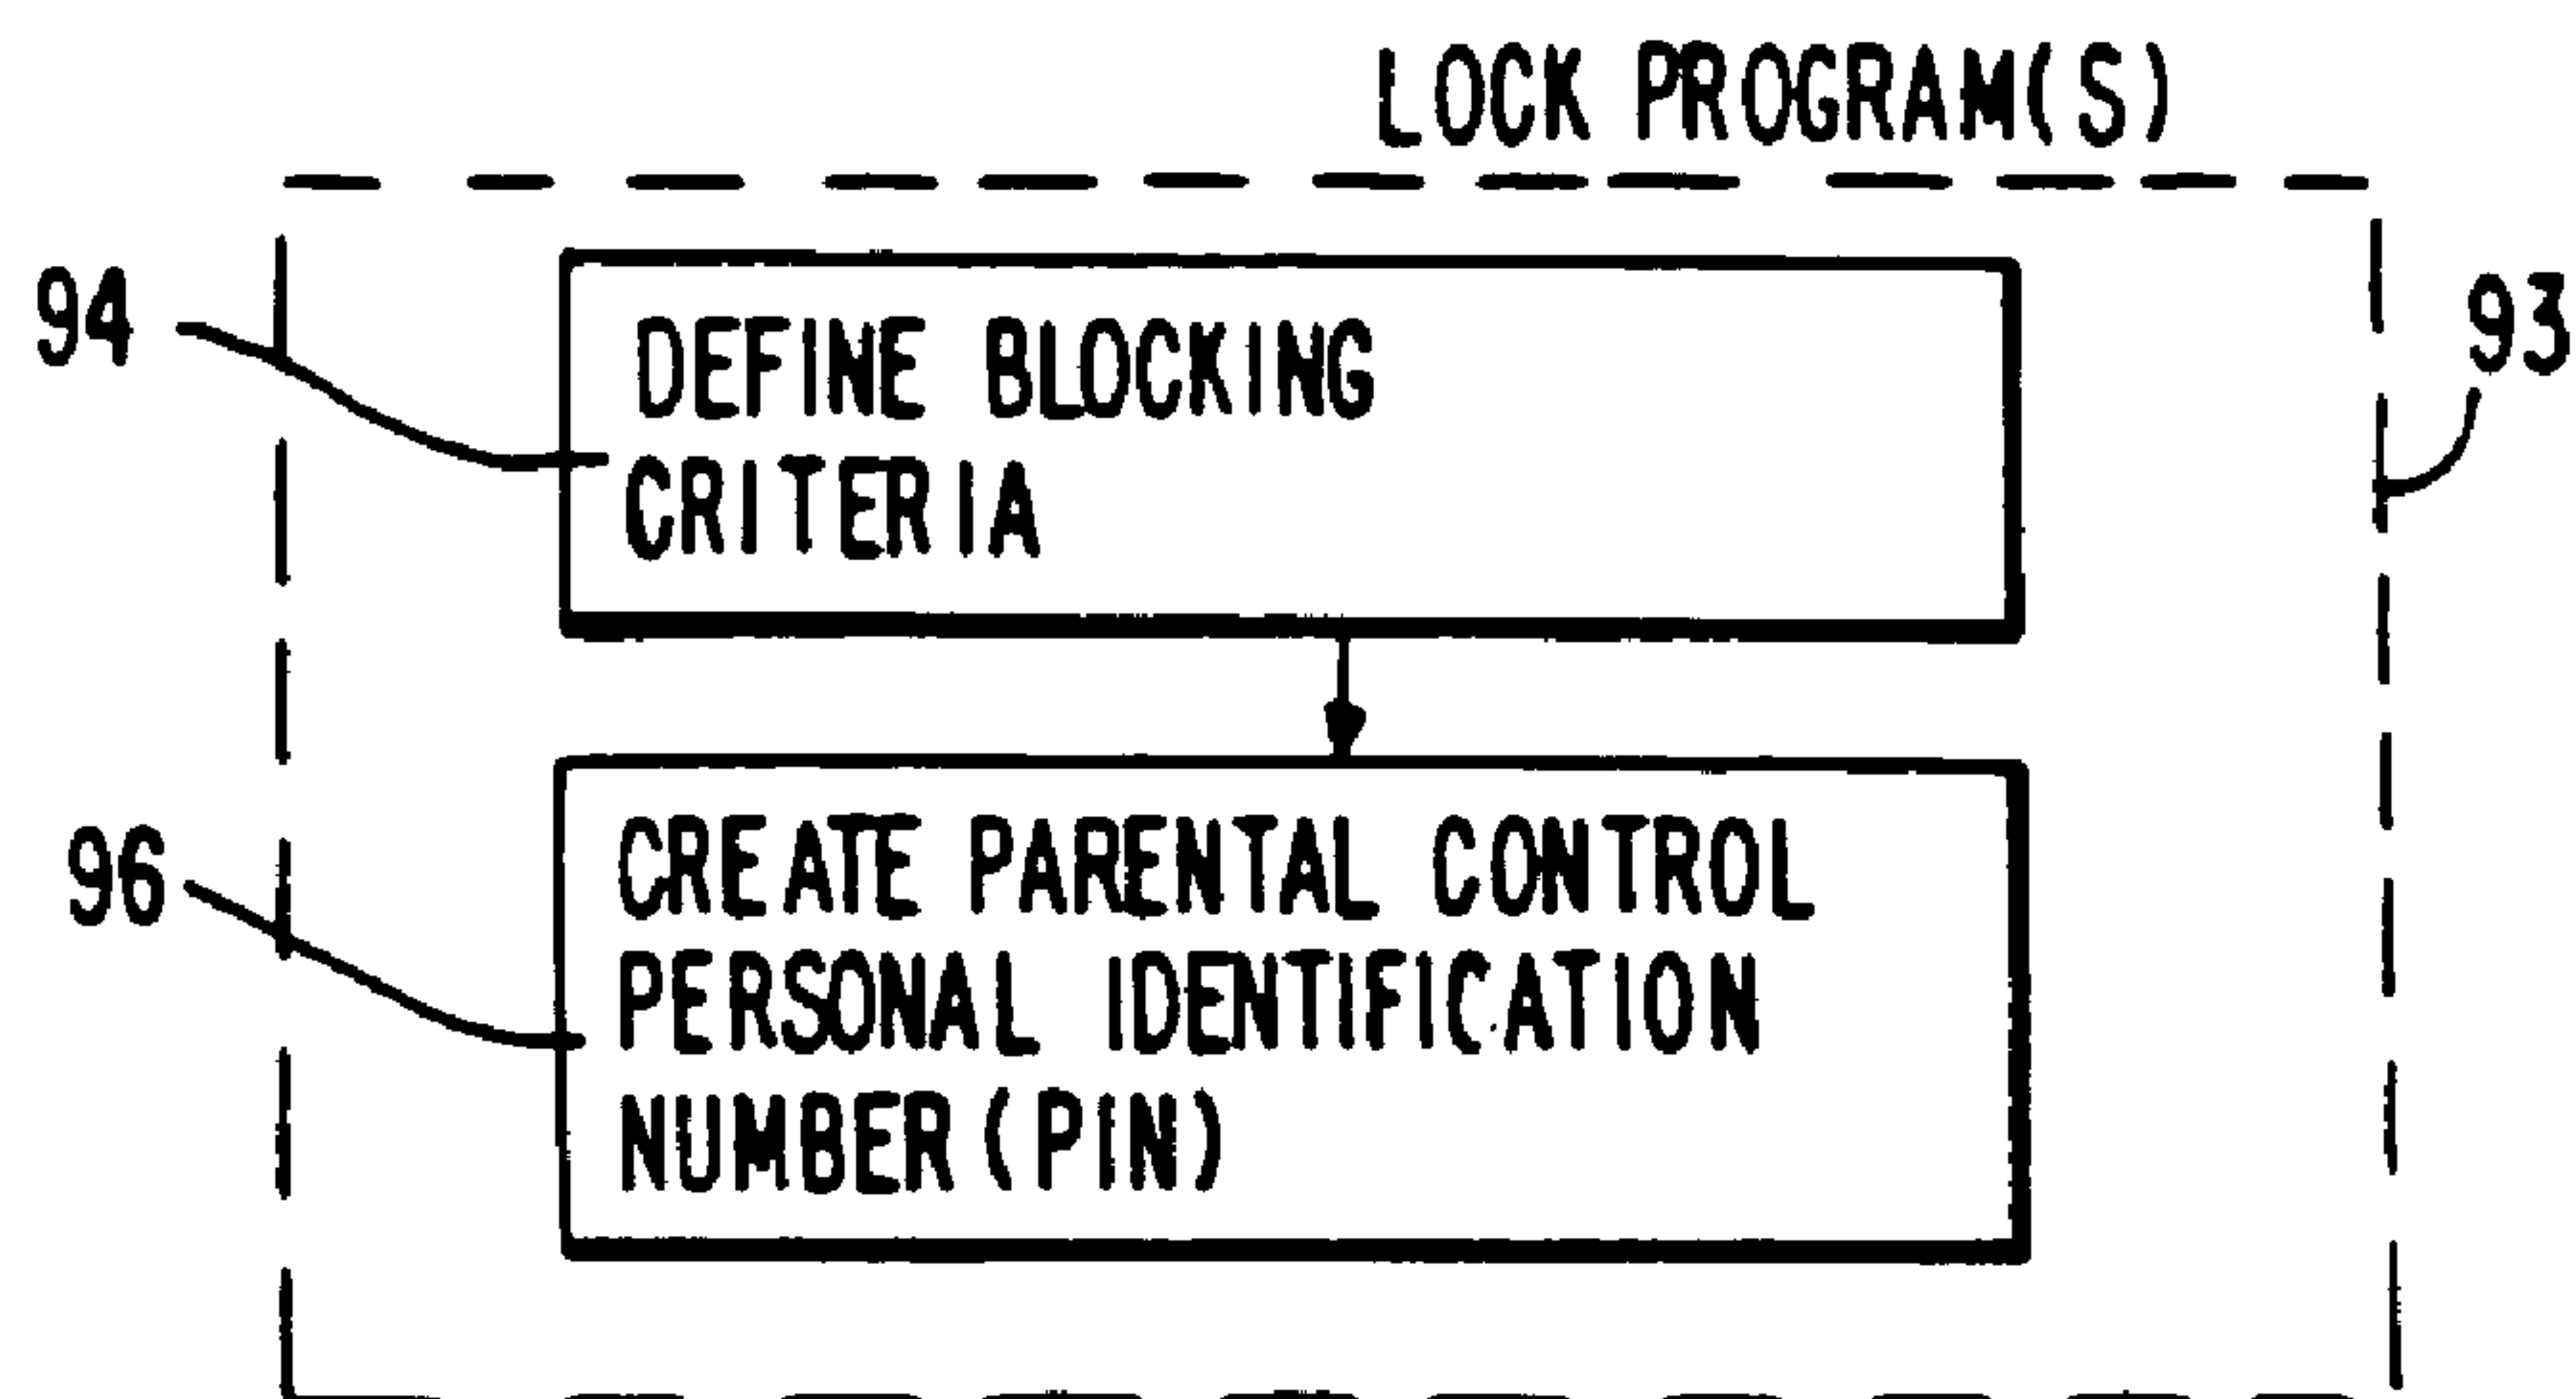 LOCK PROGRAM(S)
94
93
DEFINE BLOCKING
CRITERIA
96
CREATE PARENTAL CONTROL
PERSONAL IDENTIFICATION
NUMBER (PIN)